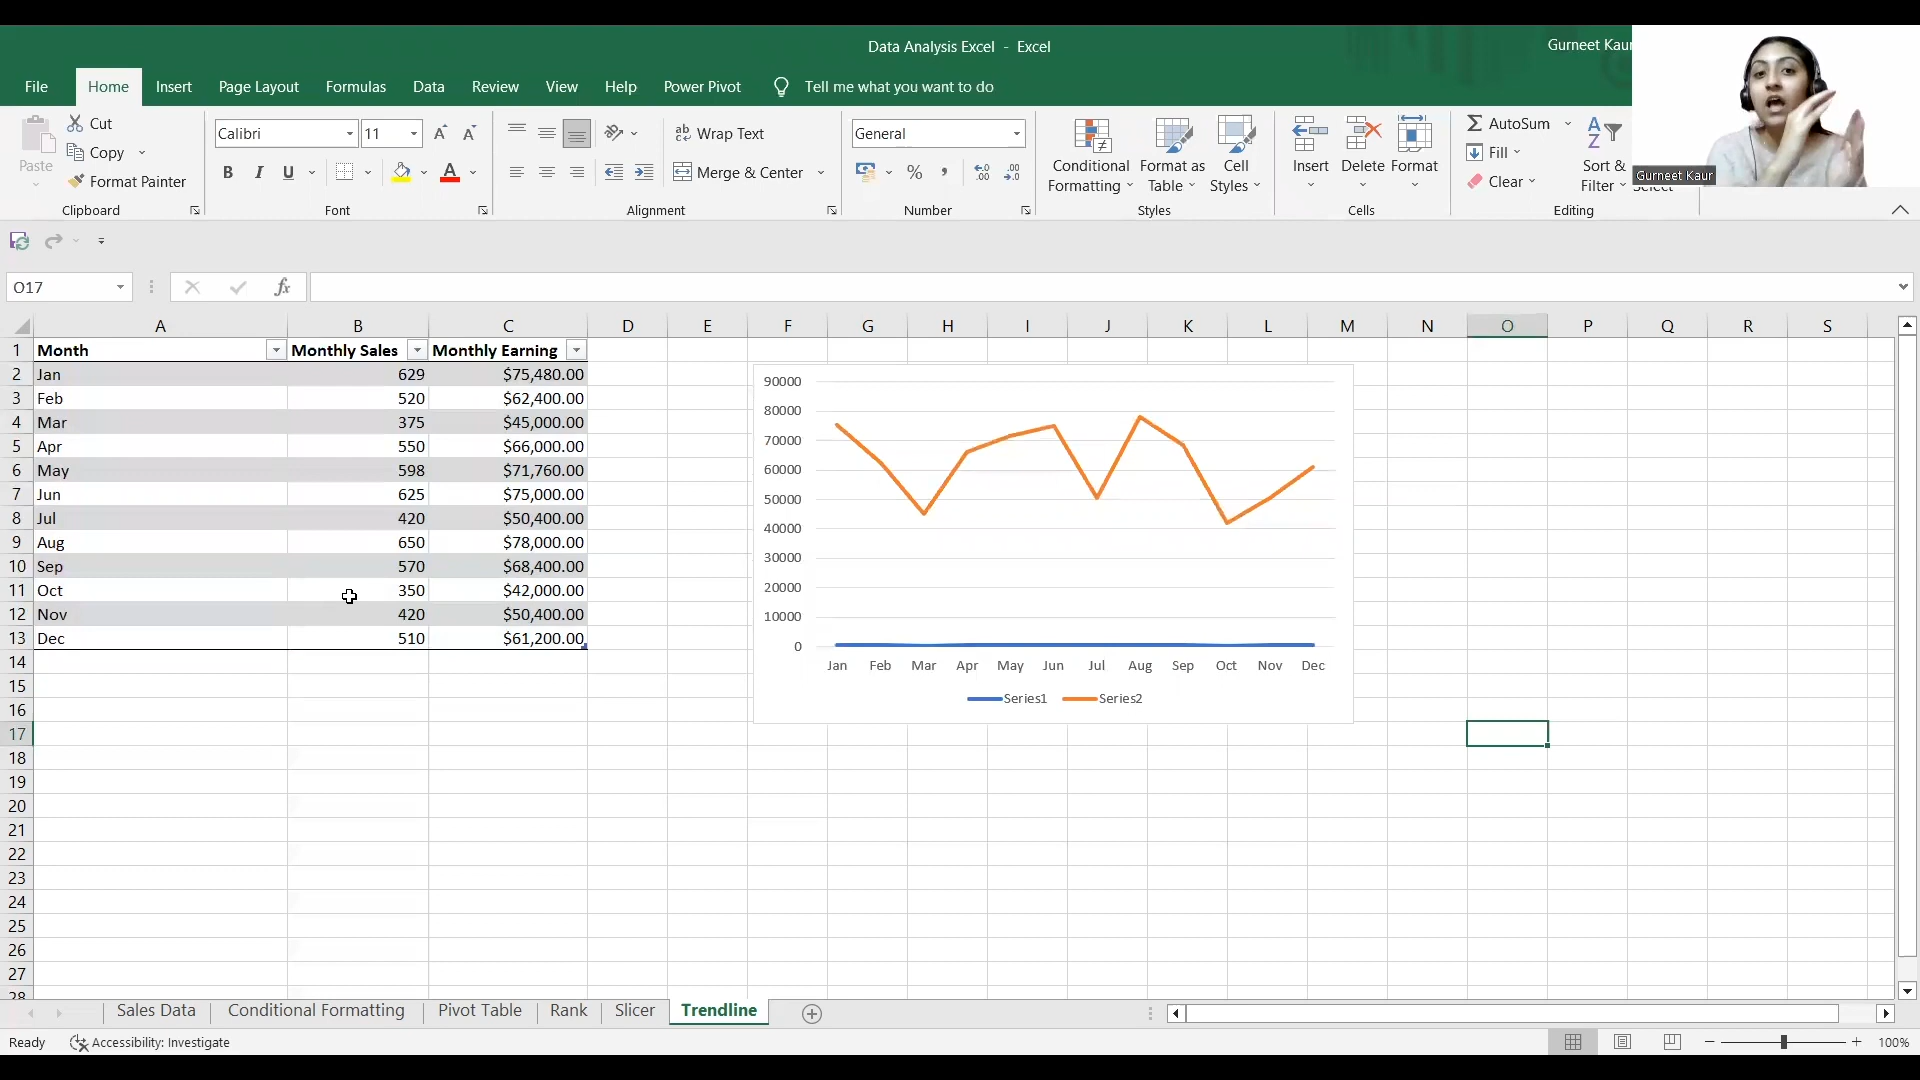 Data Analysis Excel - Excel
Gurneet Kaur
File Home Insert Page Layout Formulas Data Review View Help Power Pivot Tell me what you want to do
Paste
Cut
Copy
Format Painter
Clipboard
Calibri 11
B I U
Font
Wrap Text
Merge & Center
Alignment
General
Number
Conditional Formatting
Format as Table
Cell Styles
Styles
Insert Delete Format
Cells
AutoSum
Fill
Clear
Sort & Filter
Select
Editing
Gurneet Kaur
O17
fx
A B C D E F G H I J K L M N O P Q R S
1 Month Monthly Sales Monthly Earning
2 Jan 629 $75,480.00
3 Feb 520 $62,400.00
4 Mar 375 $45,000.00
5 Apr 550 $66,000.00
6 May 598 $71,760.00
7 Jun 625 $75,000.00
8 Jul 420 $50,400.00
9 Aug 650 $78,000.00
10 Sep 570 $68,400.00
11 Oct 350 $42,000.00
12 Nov 420 $50,400.00
13 Dec 510 $61,200.00
14
15
16
17
18
19
20
21
22
23
24
25
26
27
28
90000
80000
70000
60000
50000
40000
30000
20000
10000
0
Jan Feb Mar Apr May Jun Jul Aug Sep Oct Nov Dec
Series1 Series2
Sales Data Conditional Formatting Pivot Table Rank Slicer Trendline
Ready Accessibility: Investigate 100%